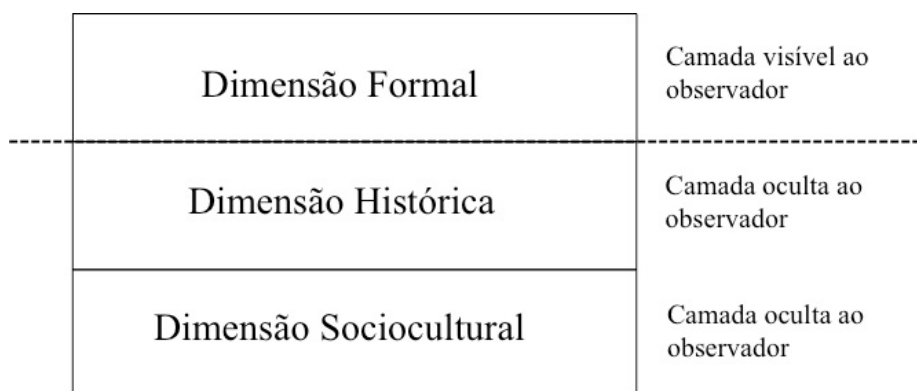 Dimensão Formal
Camada visível ao
observador
Dimensão Histórica
Camada oculta ao
observador
Dimensão Sociocultural
Camada oculta ao
observador